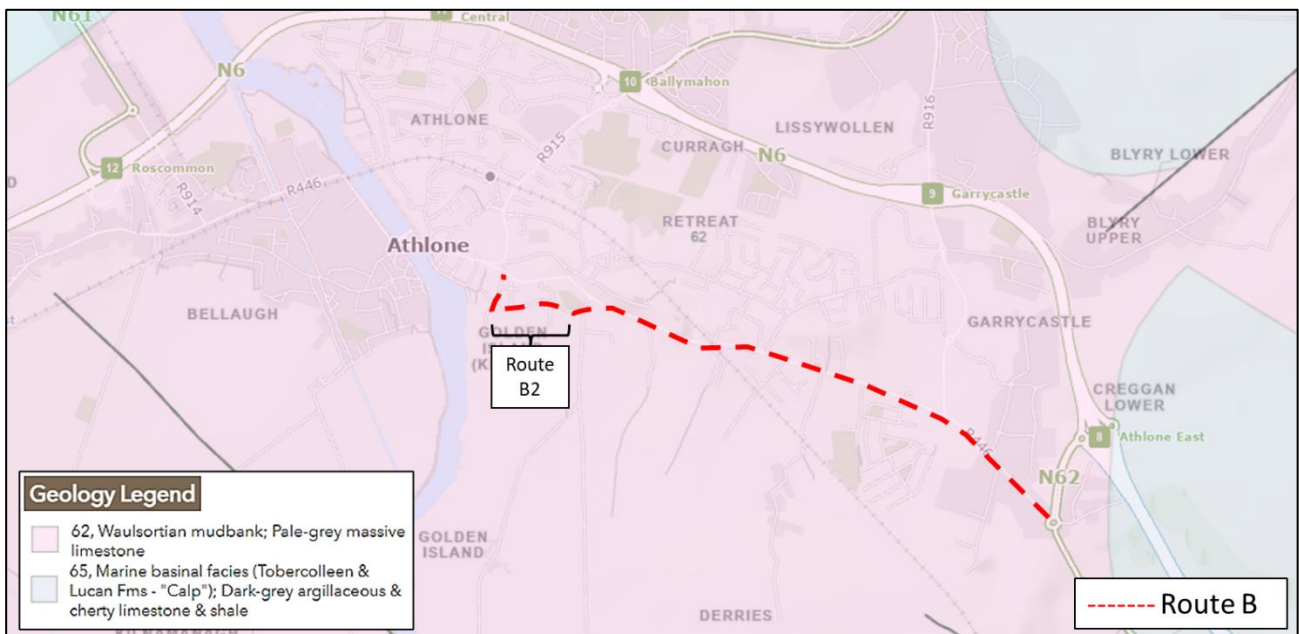 N61
Central
N6
10 Ballymahon
ATHLONE
R915
LISSYWOLLEN
R916
CURRAGH
N6
BLYRY LOWER
12 Roscommon
R914
R446
9 Garrycastle
RETREAT
62
BLYRY
UPPER
Athlone
BELLAUGH
GARRYCASTLE
GOLDEN
Route
B2
CREGGAN
LOWER
R446
8 Athlone East
N62
Geology Legend
62, Waulsortian mudbank; Pale-grey massive
limestone
65, Marine basinal facies (Tobercolleen &
Lucan Fms - "Calp"); Dark-grey argillaceous &
cherty limestone & shale
GOLDEN
ISLAND
DERRIES
Route B